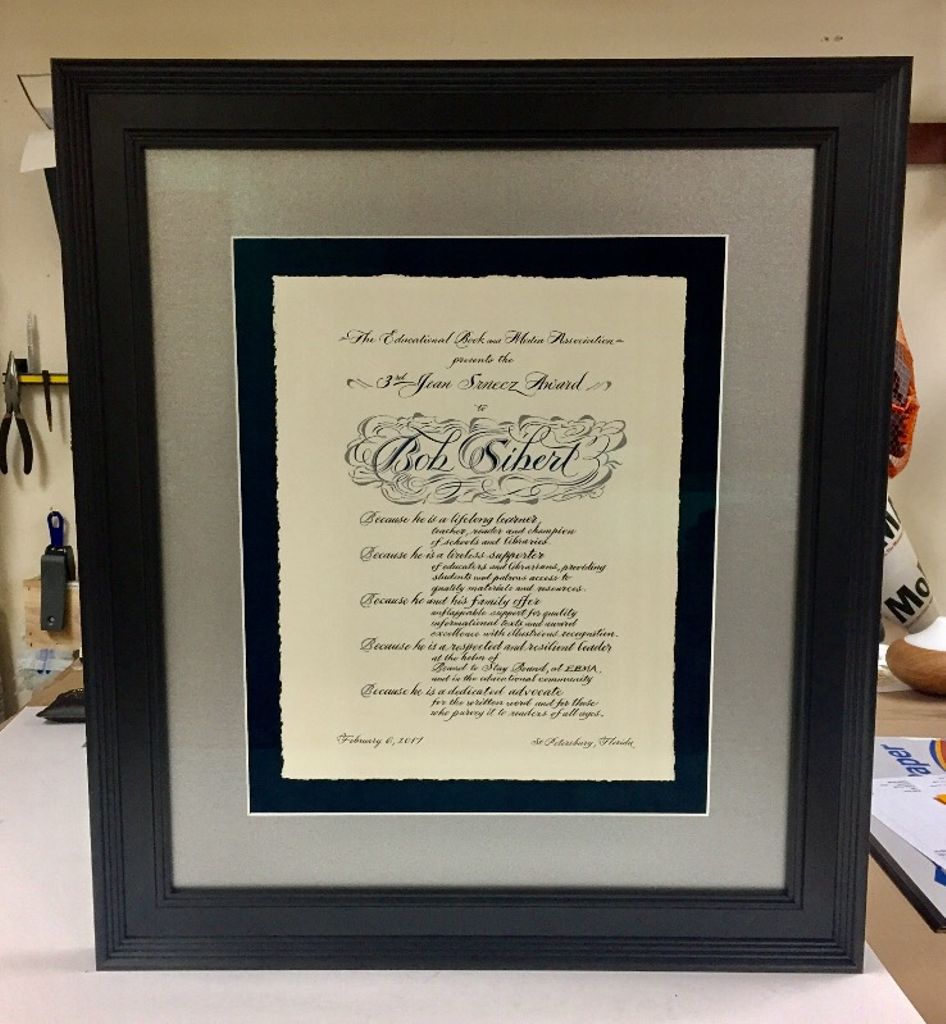 The Educational Book and Media Association
presents the
3rd Jean Srnecz Award
to
Bob Sibert
Because he is a lifelong learner,
teacher, reader and champion
of schools and libraries.
Because he is a tireless supporter
of educators and librarians, providing
students and patrons access to
quality materials and resources.
Because he and his family offer
unflappable support for quality
informational texts and award
excellence with illustrious recognition.
Because he is a respected and resilient leader
at the helm of
Bound to Stay Bound, at EBMA,
and in the educational community
Because he is a dedicated advocate
for the written word and for those
who purvey it to readers of all ages.
February 6, 2017
St Petersburg, Florida
Mo
aper